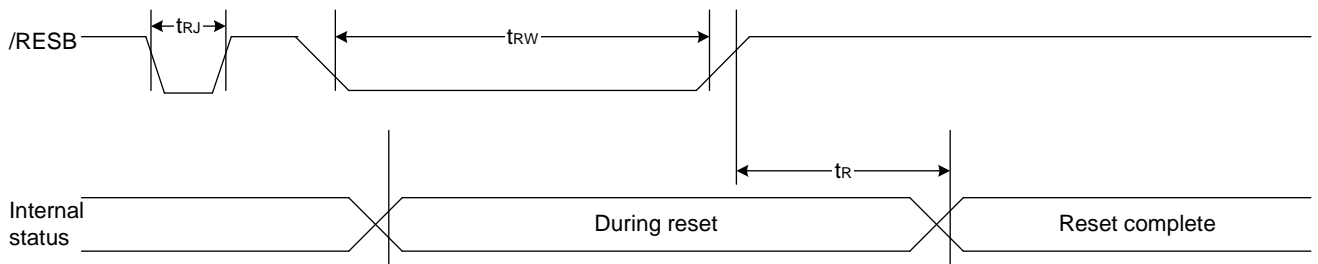 tRJ
/RESB
tRW
tR
Internal
status
During reset
Reset complete